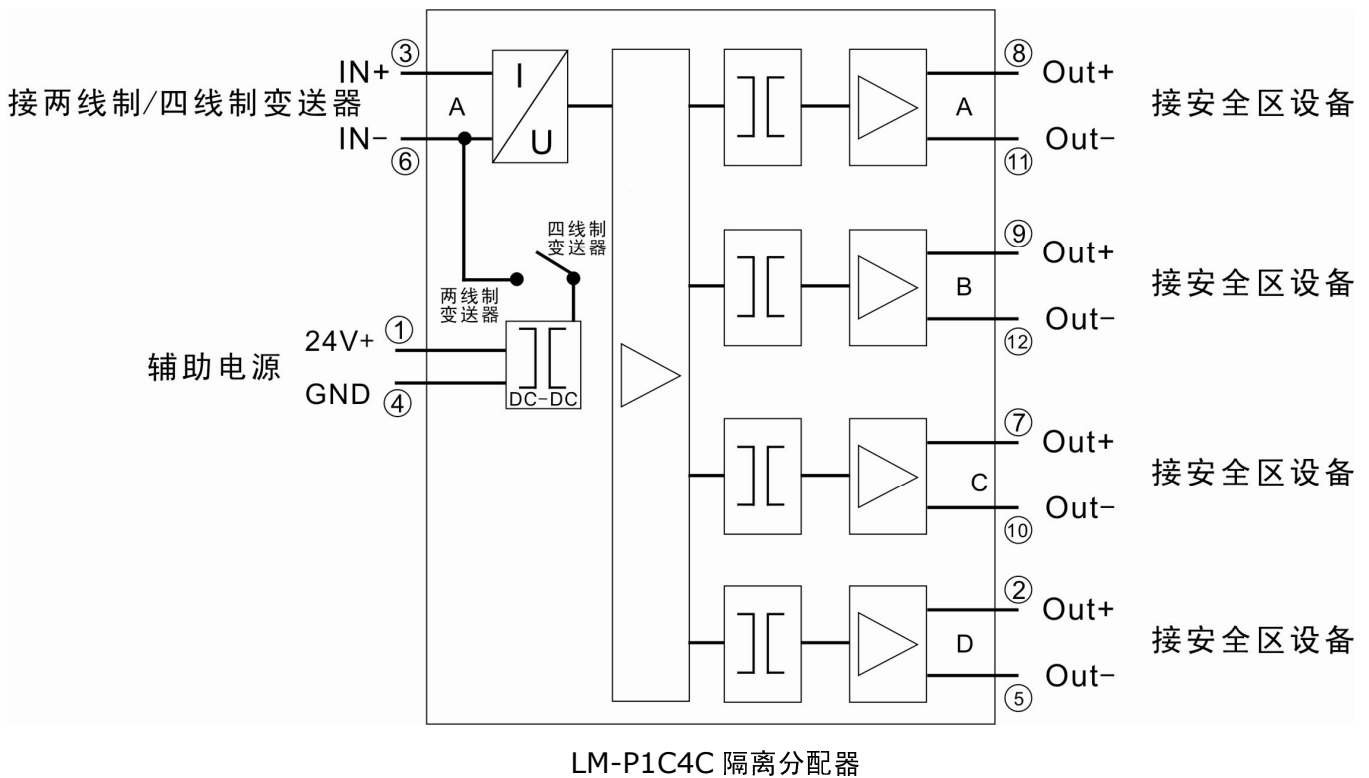 ③
IN+
接两线制/四线制变送器
A
IN-
⑥
I
U
四线制
变送器
两线制
变送器
①
24V+
辅助电源
GND
④
DC-DC
⑧
Out+
A
接安全区设备
Out-
⑪
⑨
Out+
B
接安全区设备
Out-
⑫
⑦
Out+
C
接安全区设备
Out-
⑩
②
Out+
D
接安全区设备
Out-
⑤
LM-P1C4C 隔离分配器